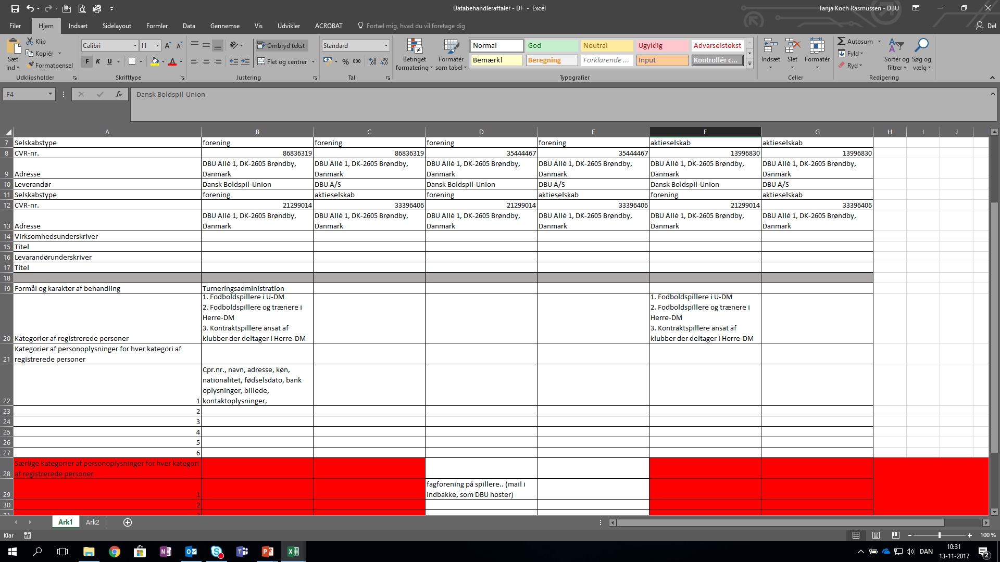 Databehandleraftaler - DF - Excel
Tanja Koch Rasmussen - DBU
Filer Hjem Indsæt Sidelayout Formler Data Gennemse Vis Udvikler ACROBAT Fortæl mig, hvad du vil foretage dig Del
Sæt ind
Klip
Kopiér
Formatpensel
Udklipsholder
Calibri 11
F K U
Skrifttype
Ombryd tekst
Flet og centrer
Justering
Standard
% 000
Tal
Betinget formatering
Formatér som tabel
Normal God Neutral Ugyldig Advarselstekst
Bemærk! Beregning Forklarende ... Input Kontrollér c...
Typografier
Indsæt Slet Formatér
Celler
Autosum
Fyld
Ryd
Sortér og filtrer
Søg og vælg
Redigering
F4 fx Dansk Boldspil-Union
A B C D E F G H I J
7 Selskabstype forening forening forening forening aktieselskab aktieselskab
8 CVR-nr. 86836319 86836319 35444467 35444467 13996830 13996830
9 Adresse DBU Allé 1, DK-2605 Brøndby, Danmark DBU Allé 1, DK-2605 Brøndby, Danmark DBU Allé 1, DK-2605 Brøndby, Danmark DBU Allé 1, DK-2605 Brøndby, Danmark DBU Allé 1, DK-2605 Brøndby, Danmark DBU Allé 1, DK-2605 Brøndby, Danmark
10 Leverandør Dansk Boldspil-Union DBU A/S Dansk Boldspil-Union DBU A/S Dansk Boldspil-Union DBU A/S
11 Selskabstype forening aktieselskab forening aktieselskab forening aktieselskab
12 CVR-nr. 21299014 33396406 21299014 33396406 21299014 33396406
13 Adresse DBU Allé 1, DK-2605 Brøndby, Danmark DBU Allé 1, DK-2605 Brøndby, Danmark DBU Allé 1, DK-2605 Brøndby, Danmark DBU Allé 1, DK-2605 Brøndby, Danmark DBU Allé 1, DK-2605 Brøndby, Danmark DBU Allé 1, DK-2605 Brøndby, Danmark
14 Virksomhedsunderskriver
15 Titel
16 Levarandørunderskriver
17 Titel
18
19 Formål og karakter af behandling Turneringsadministration
20 Kategorier af registrerede personer
1. Fodboldspillere i U-DM
2. Fodboldspillere og trænere i
Herre-DM
3. Kontraktspillere ansat af
klubber der deltager i Herre-DM
1. Fodboldspillere i U-DM
2. Fodboldspillere og trænere i
Herre-DM
3. Kontraktspillere ansat af
klubber der deltager i Herre-DM
21 Kategorier af personoplysninger for hver kategori af
registrerede personer
22 1
Cpr.nr., navn, adresse, køn,
nationalitet, fødselsdato, bank
oplysninger, billede,
kontaktoplysninger,
23 2
24 3
25 4
26 5
27 6
28 Særlige kategorier af personoplysninger for hver kategori
af registrerede personer
29 1
fagforening på spillere.. (mail i
indbakke, som DBU hoster)
30 2
Ark1 Ark2
Klar
100 %
DAN
10:31
13-11-2017
2